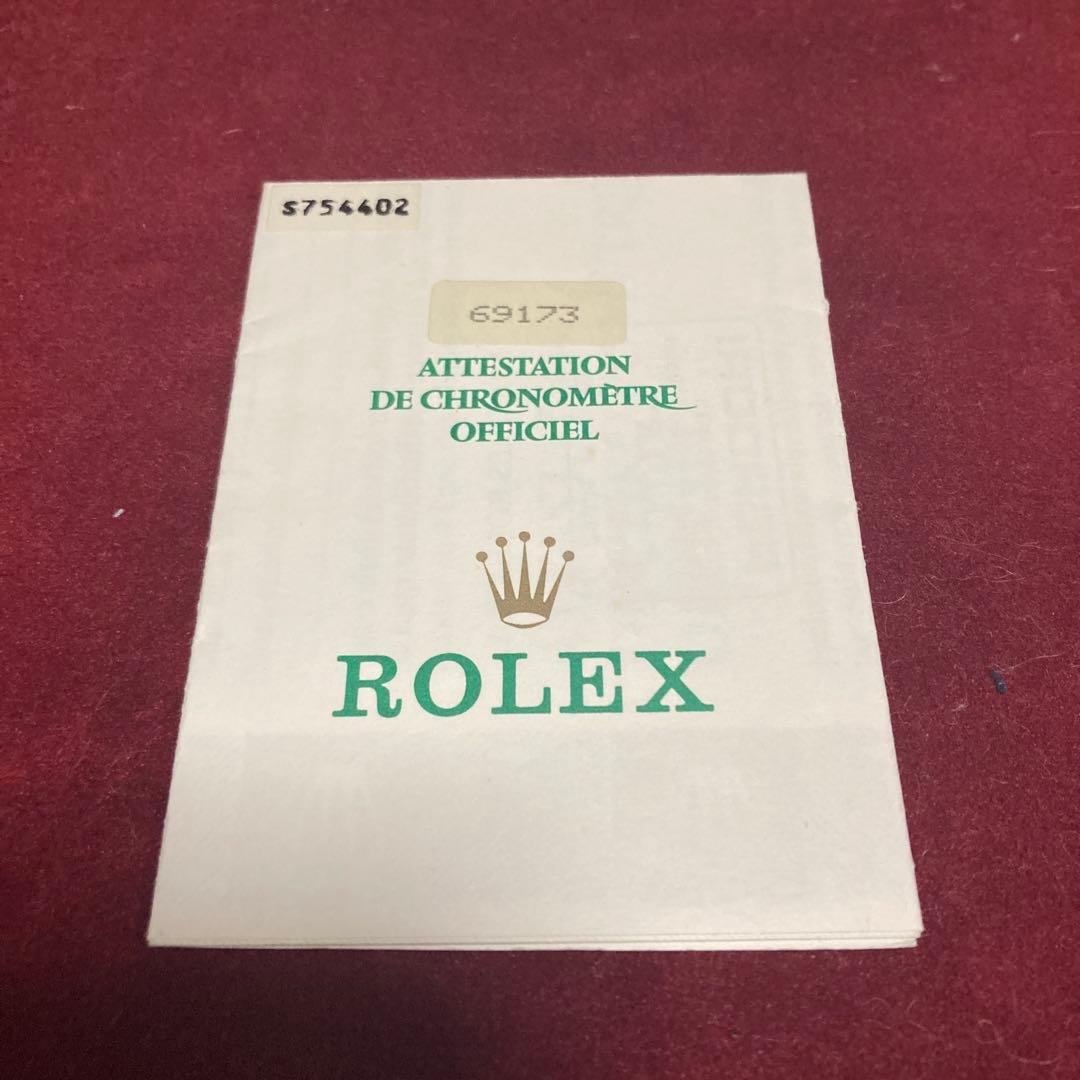 S754402
69173
ATTESTATION
DE CHRONOMÈTRE
OFFICIEL
ROLEX